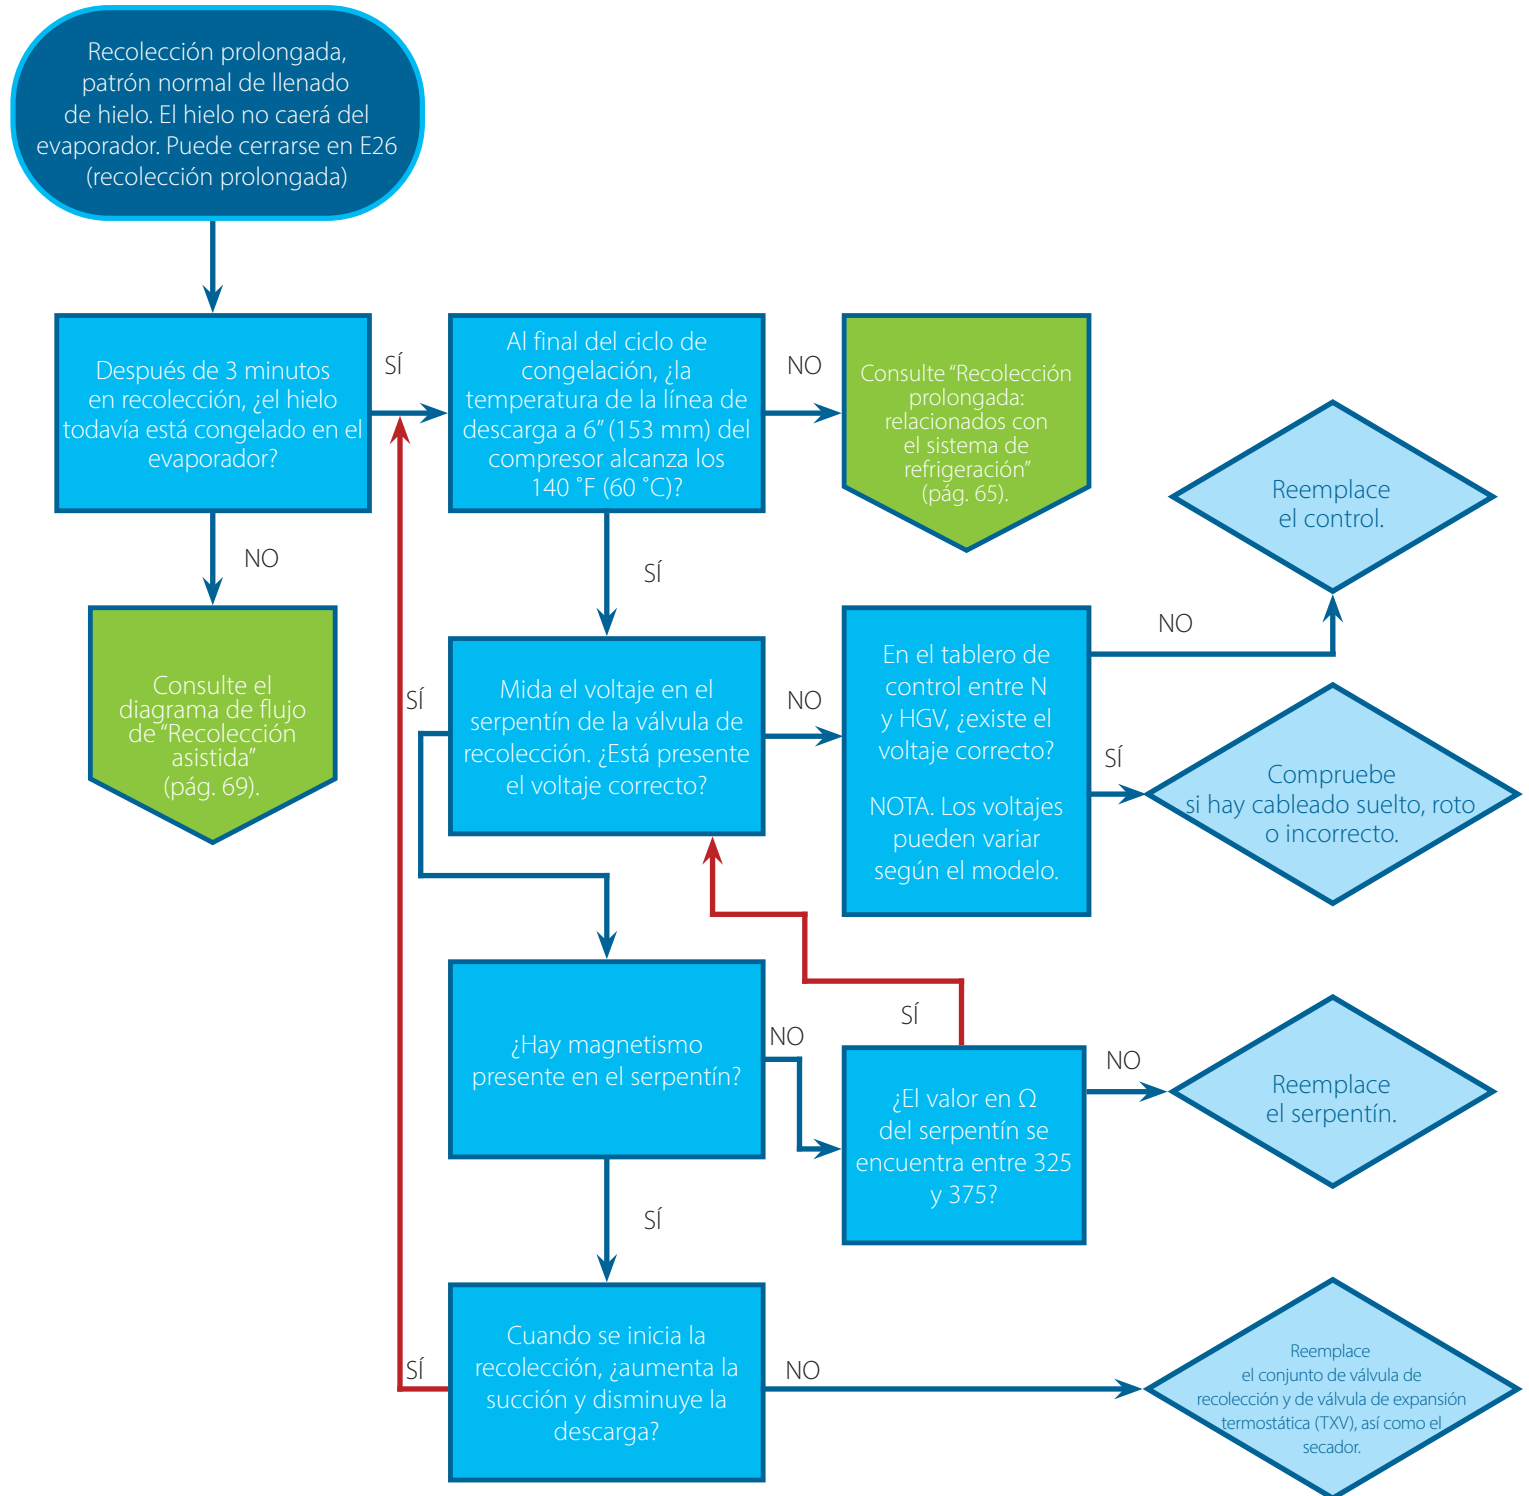 Recolección prolongada,
patrón normal de llenado
de hielo. El hielo no caerá del
evaporador. Puede cerrarse en E26
(recolección prolongada)
Después de 3 minutos
en recolección, ¿el hielo
todavía está congelado en el
evaporador?
SÍ
Al final del ciclo de
congelación, ¿la
temperatura de la línea de
descarga a 6” (153 mm) del
compresor alcanza los
140 ˚F (60 ˚C)?
NO
Consulte “Recolección
prolongada:
relacionados con
el sistema de
refrigeración”
(pág. 65).
Reemplace
el control.
NO
SÍ
Consulte el
diagrama de flujo
de “Recolección
asistida”
(pág. 69).
SÍ
Mida el voltaje en el
serpentín de la válvula de
recolección. ¿Está presente
el voltaje correcto?
NO
En el tablero de
control entre N
y HGV, ¿existe el
voltaje correcto?
NOTA. Los voltajes
pueden variar
según el modelo.
NO
SÍ
Compruebe
si hay cableado suelto, roto
o incorrecto.
¿Hay magnetismo
presente en el serpentín?
NO
SÍ
¿El valor en Ω
del serpentín se
encuentra entre 325
y 375?
NO
Reemplace
el serpentín.
SÍ
SÍ
Cuando se inicia la
recolección, ¿aumenta la
succión y disminuye la
descarga?
NO
Reemplace
el conjunto de válvula de
recolección y de válvula de expansión
termostática (TXV), así como el
secador.